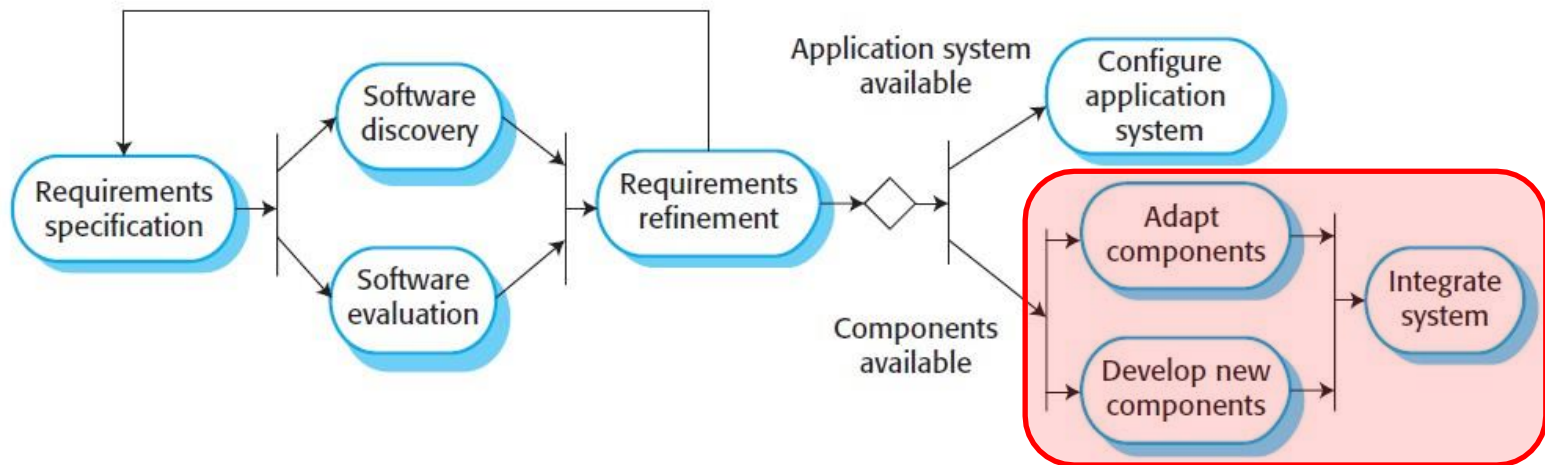 Requirements
specification
Software
discovery
Software
evaluation
Requirements
refinement
Application system
available
Configure
application
system
Components
available
Adapt
components
Develop new
components
Integrate
system